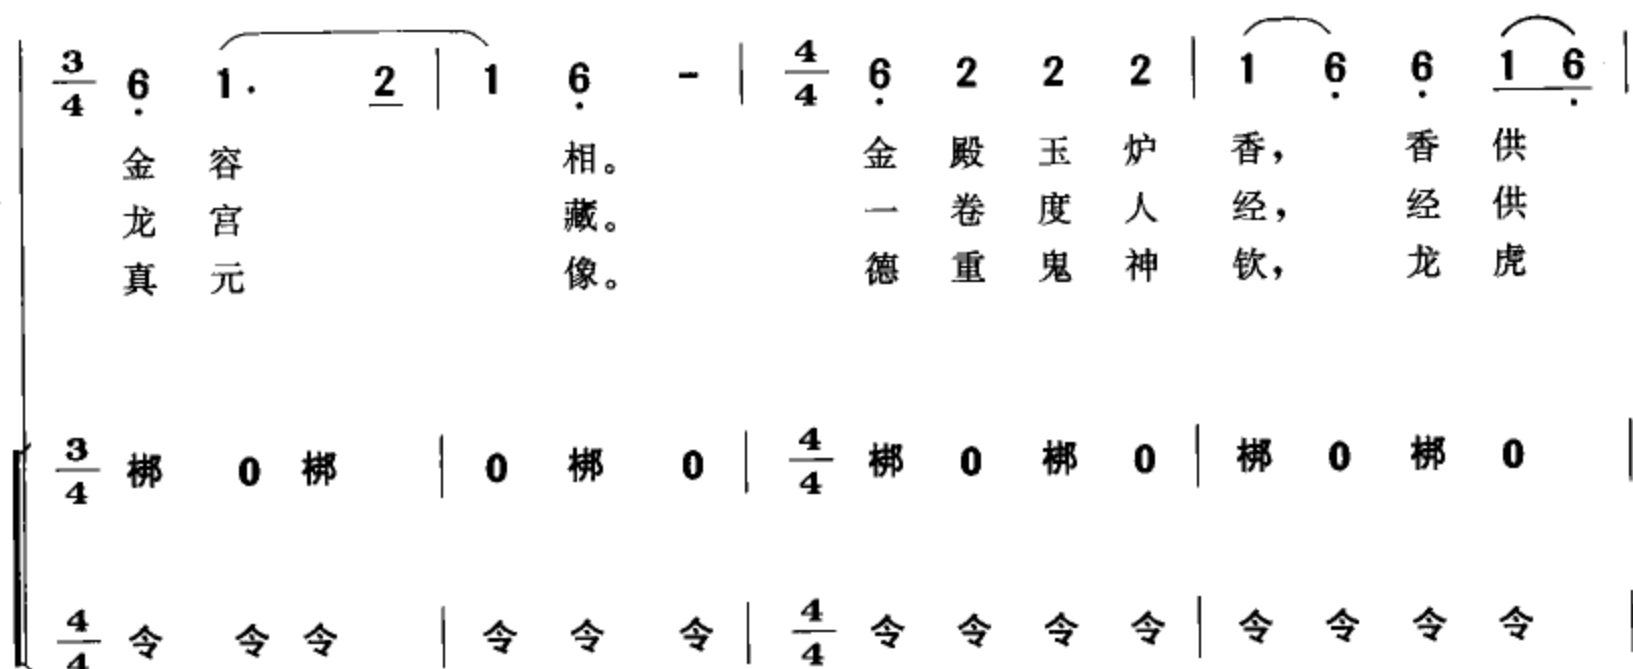 3/4 6̣ 1. 2 | 1 6̣ - | 4/4 6̣ 2 2 2 | 1 6̣ 6̣ 1 6̣ |
金 容 相。 金 殿 玉 炉 香， 香 供
龙 宫 藏。 一 卷 度 人 经， 经 供
真 元 像。 德 重 鬼 神 钦， 龙 虎
3/4 梆 0 梆 | 0 梆 0 | 4/4 梆 0 梆 0 | 梆 0 梆 0 |
4/4 令 令 令 | 令 令 令 | 4/4 令 令 令 令 | 令 令 令 令 |